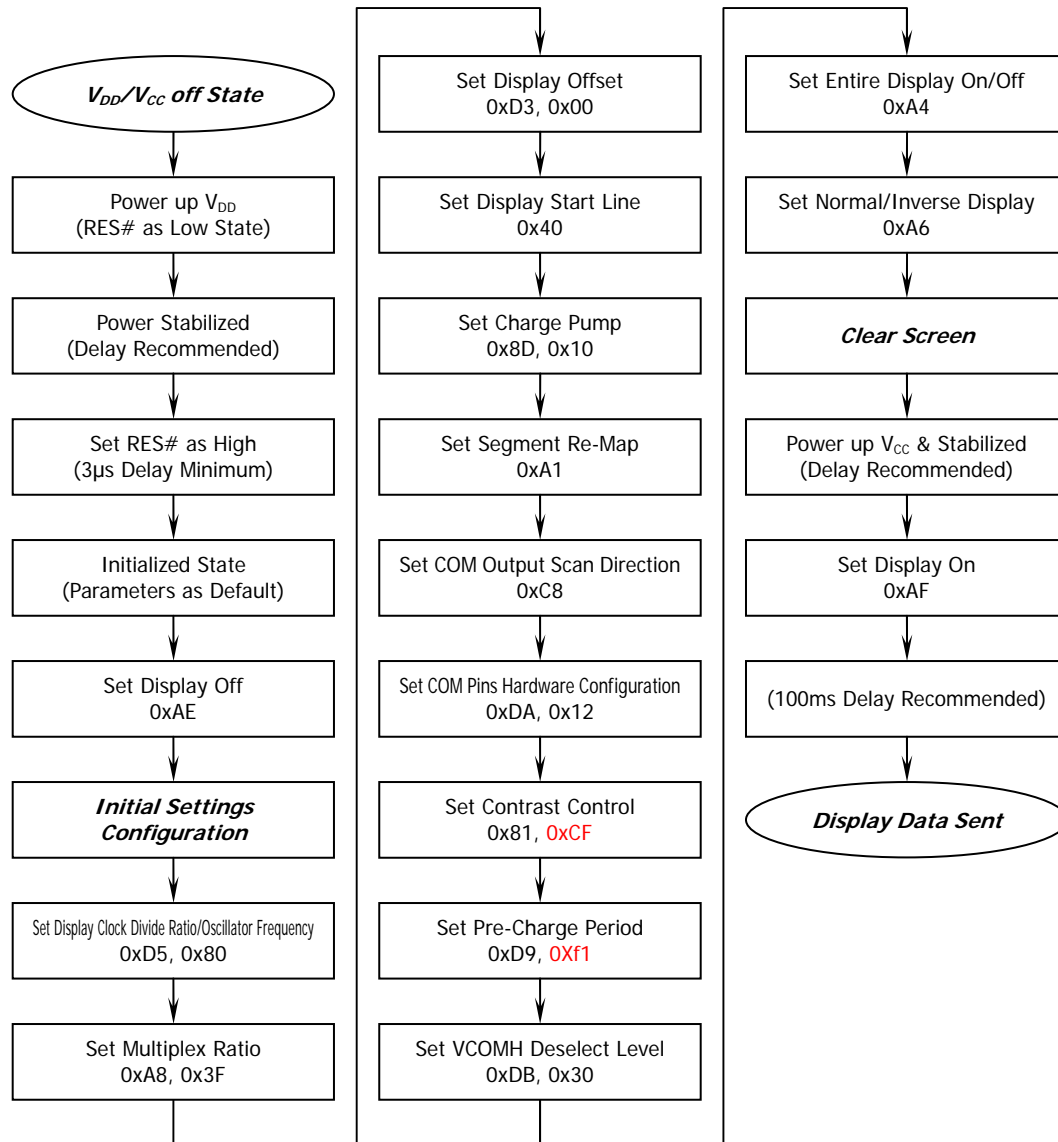 V_DD/V_CC off State
Power up V_DD
(RES# as Low State)
Power Stabilized
(Delay Recommended)
Set RES# as High
(3µs Delay Minimum)
Initialized State
(Parameters as Default)
Set Display Off
0xAE
Initial Settings
Configuration
Set Display Clock Divide Ratio/Oscillator Frequency
0xD5, 0x80
Set Multiplex Ratio
0xA8, 0x3F
Set Display Offset
0xD3, 0x00
Set Display Start Line
0x40
Set Charge Pump
0x8D, 0x10
Set Segment Re-Map
0xA1
Set COM Output Scan Direction
0xC8
Set COM Pins Hardware Configuration
0xDA, 0x12
Set Contrast Control
0x81, 0xCF
Set Pre-Charge Period
0xD9, 0Xf1
Set VCOMH Deselect Level
0xDB, 0x30
Set Entire Display On/Off
0xA4
Set Normal/Inverse Display
0xA6
Clear Screen
Power up V_CC & Stabilized
(Delay Recommended)
Set Display On
0xAF
(100ms Delay Recommended)
Display Data Sent